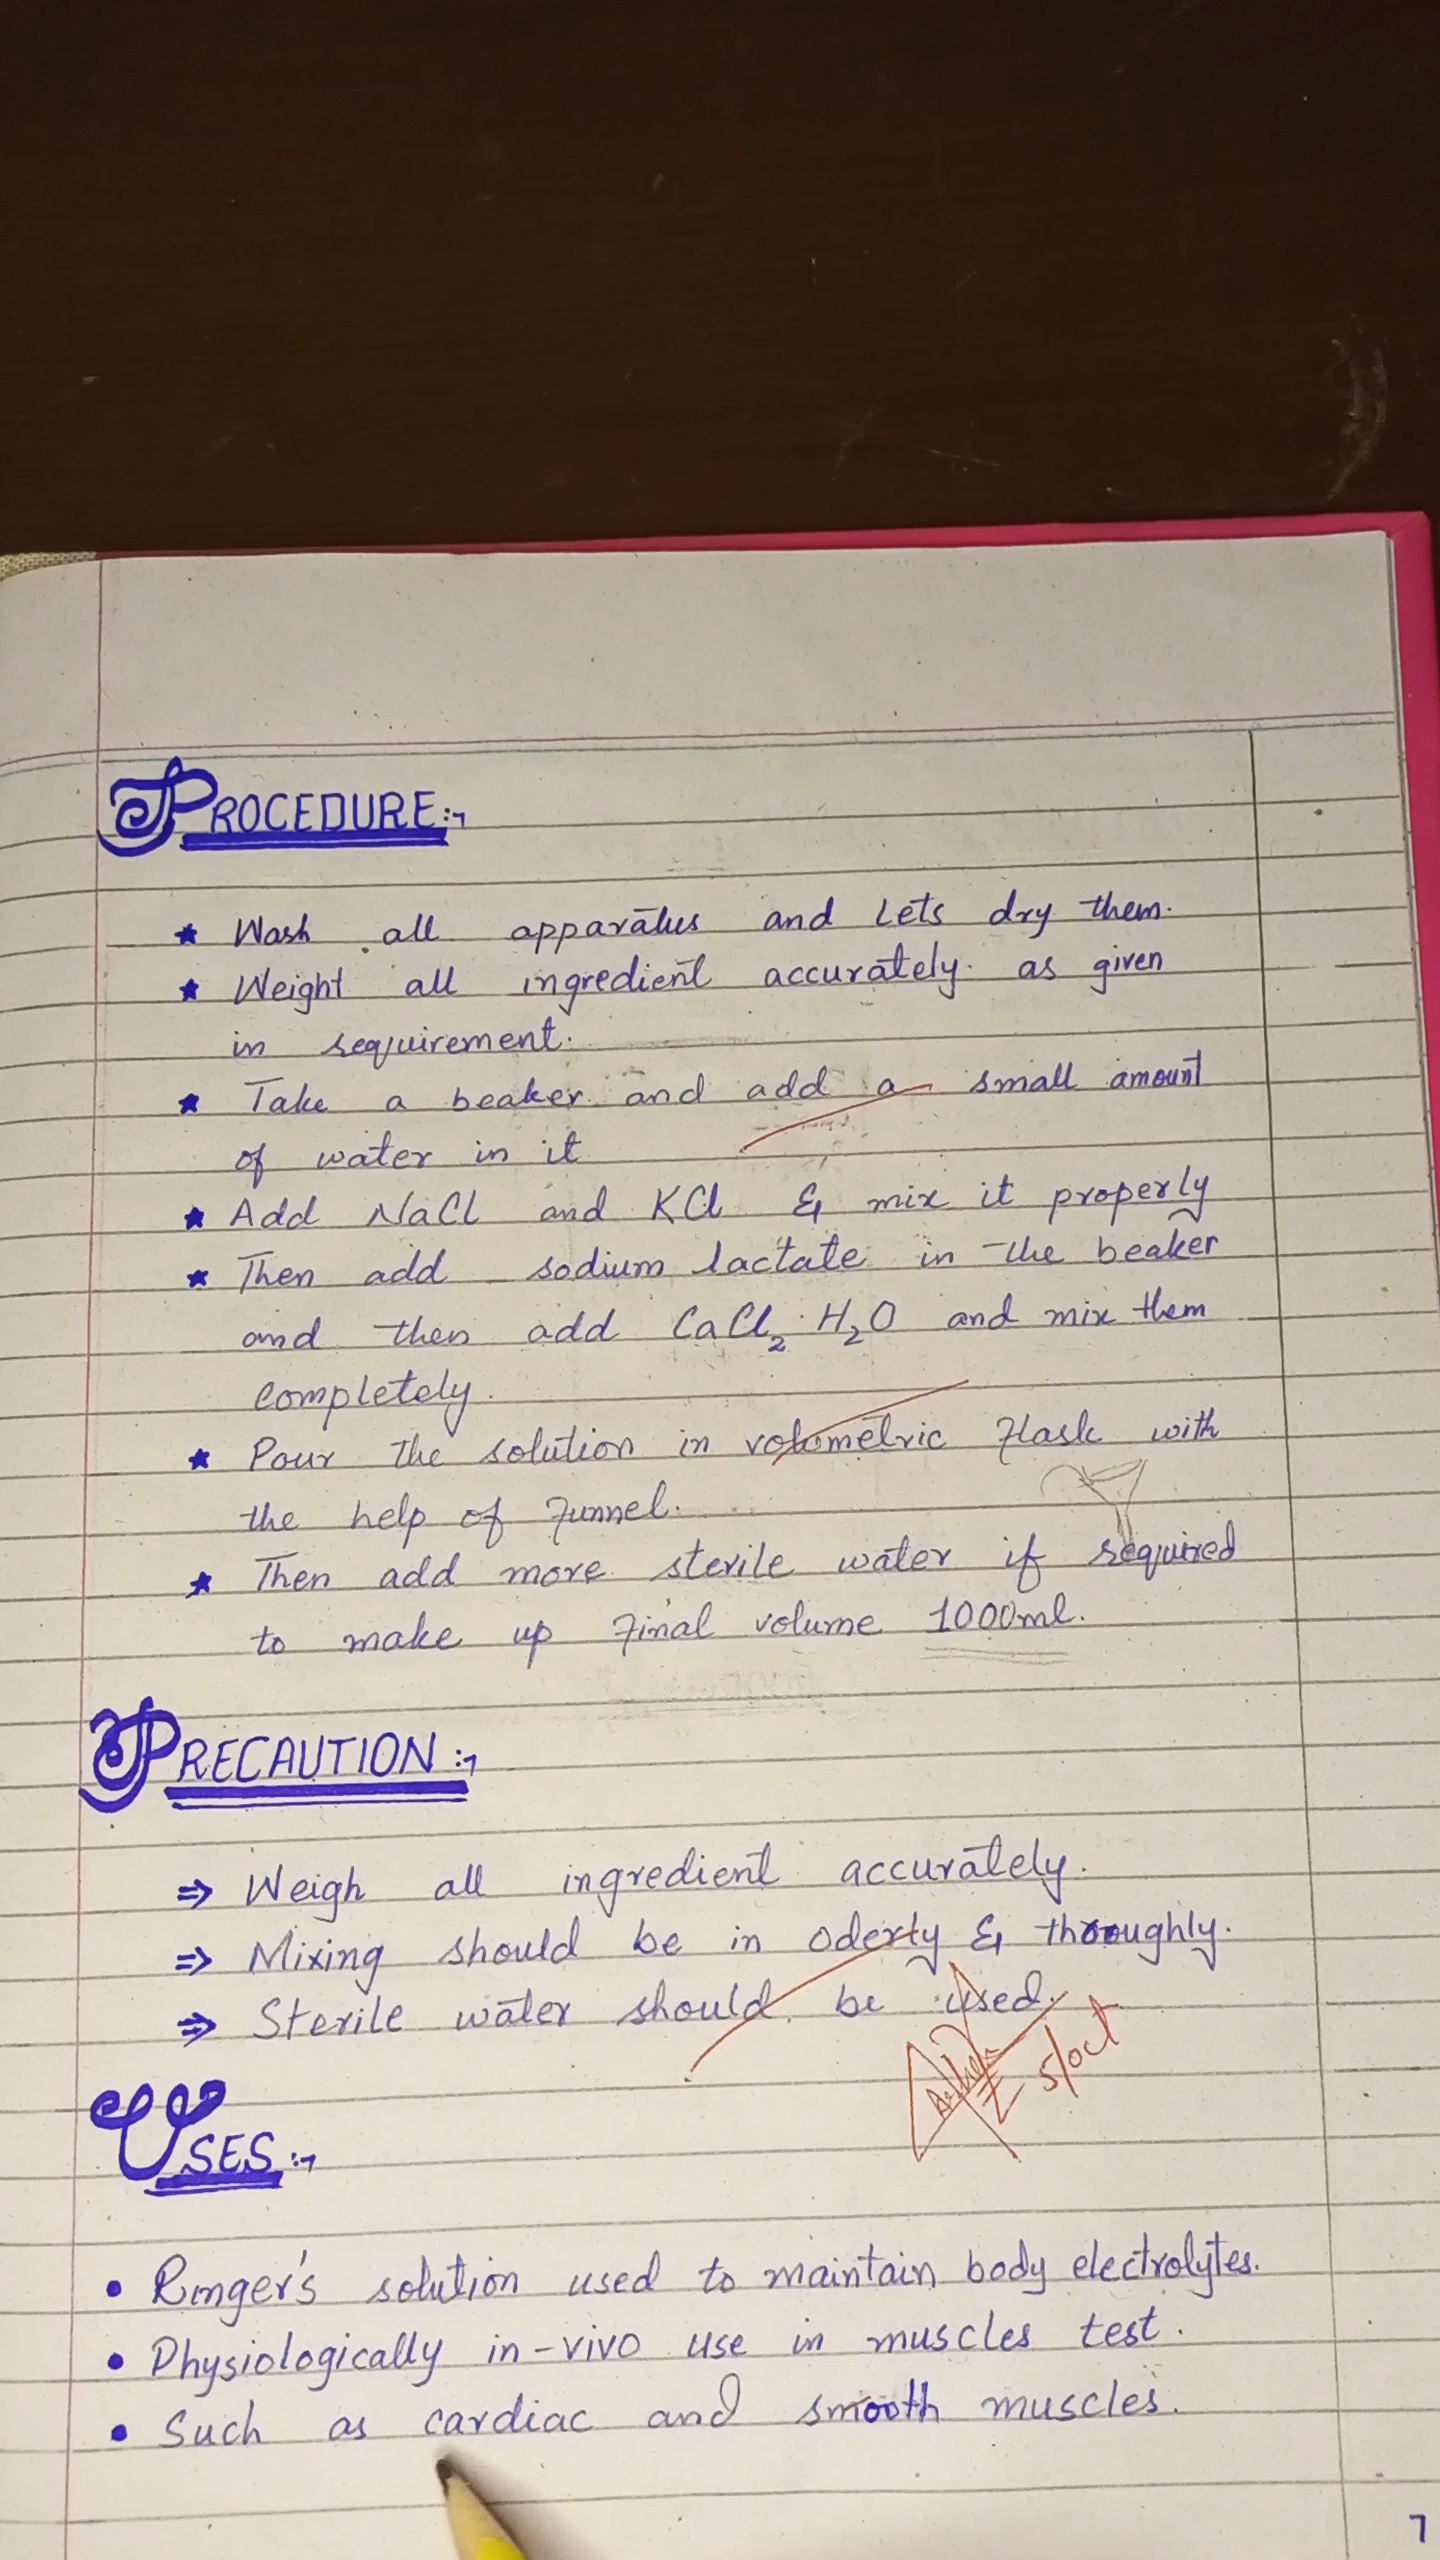 PROCEDURE:-
★ Wash all apparatus and Lets dry them.
★ Weight all ingredient accurately. as given
in requirement.
★ Take a beaker and add a small amount
of water in it
★ Add NaCl and KCl & mix it properly
★ Then add sodium lactate in the beaker
and then add CaCl₂·H₂O and mix them
completely.
★ Pour the solution in volumetric flask with
the help of funnel.
★ Then add more sterile water if required
to make up final volume 1000ml.
PRECAUTION:-
⇒ Weigh all ingredient accurately.
⇒ Mixing should be in oderty & thoroughly.
⇒ Sterile water should be used.
5/oct
USES:-
• Ringer's solution used to maintain body electrolytes.
• Physiologically in-vivo use in muscles test.
• Such as cardiac and smooth muscles.
7